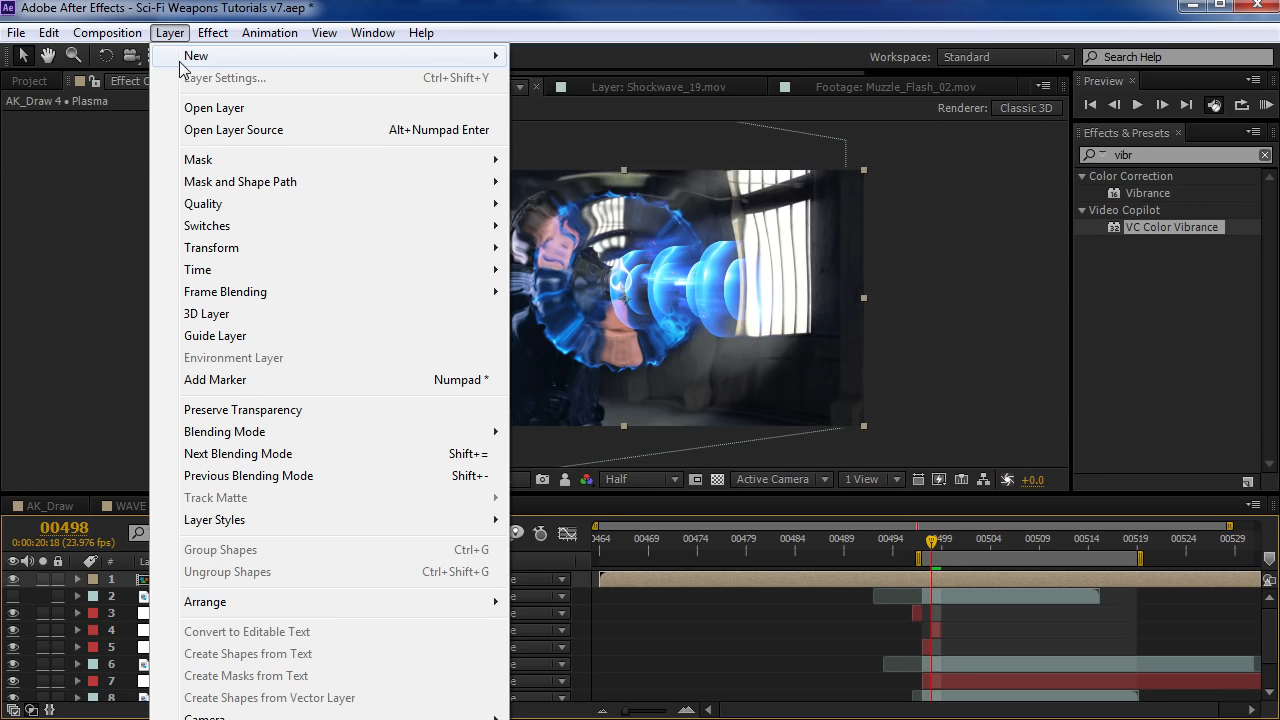 Ae Adobe After Effects - Sci-Fi Weapons Tutorials v7.aep *
File Edit Composition Layer Effect Animation View Window Help
Workspace: Standard Search Help
Project Effect C
AK_Draw 4 • Plasma
Layer: Shockwave_19.mov Footage: Muzzle_Flash_02.mov
Renderer: Classic 3D
New
Layer Settings... Ctrl+Shift+Y
Open Layer
Open Layer Source Alt+Numpad Enter
Mask
Mask and Shape Path
Quality
Switches
Transform
Time
Frame Blending
3D Layer
Guide Layer
Environment Layer
Add Marker Numpad *
Preserve Transparency
Blending Mode
Next Blending Mode Shift+=
Previous Blending Mode Shift+-
Track Matte
Layer Styles
Group Shapes Ctrl+G
Ungroup Shapes Ctrl+Shift+G
Arrange
Convert to Editable Text
Create Shapes from Text
Create Masks from Text
Create Shapes from Vector Layer
Camera
Preview
Effects & Presets
vibr
Color Correction
Vibrance
Video Copilot
VC Color Vibrance
Half Active Camera 1 View +0.0
AK_Draw WAVE
00498
0:00:20:18 (23.976 fps)
# La
00464 00469 00474 00479 00484 00489 00494 00499 00504 00509 00514 00519 00524 00529
1
2
3
4
5
6
7
8